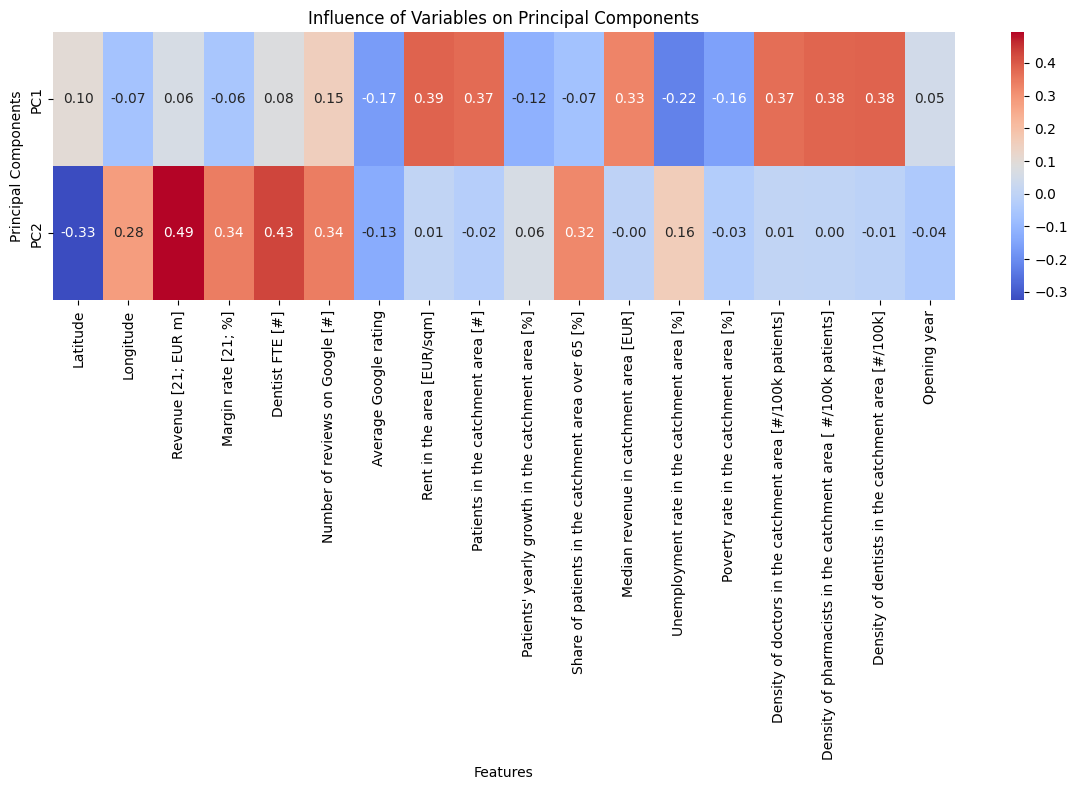 Influence of Variables on Principal Components
Principal Components
PC1
0.10 -0.07 0.06 -0.06 0.08 0.15 -0.17 0.39 0.37 -0.12 -0.07 0.33 -0.22 -0.16 0.37 0.38 0.38 0.05
PC2
-0.33 0.28 0.49 0.34 0.43 0.34 -0.13 0.01 -0.02 0.06 0.32 -0.00 0.16 -0.03 0.01 0.00 -0.01 -0.04
Latitude
Longitude
Revenue [21; EUR m]
Margin rate [21; %]
Dentist FTE [#]
Number of reviews on Google [#]
Average Google rating
Rent in the area [EUR/sqm]
Patients in the catchment area [#]
Patients' yearly growth in the catchment area [%]
Share of patients in the catchment area over 65 [%]
Median revenue in catchment area [EUR]
Unemployment rate in the catchment area [%]
Poverty rate in the catchment area [%]
Density of doctors in the catchment area [#/100k patients]
Density of pharmacists in the catchment area [ #/100k patients]
Density of dentists in the catchment area [#/100k]
Opening year
Features
0.4
0.3
0.2
0.1
0.0
−0.1
−0.2
−0.3